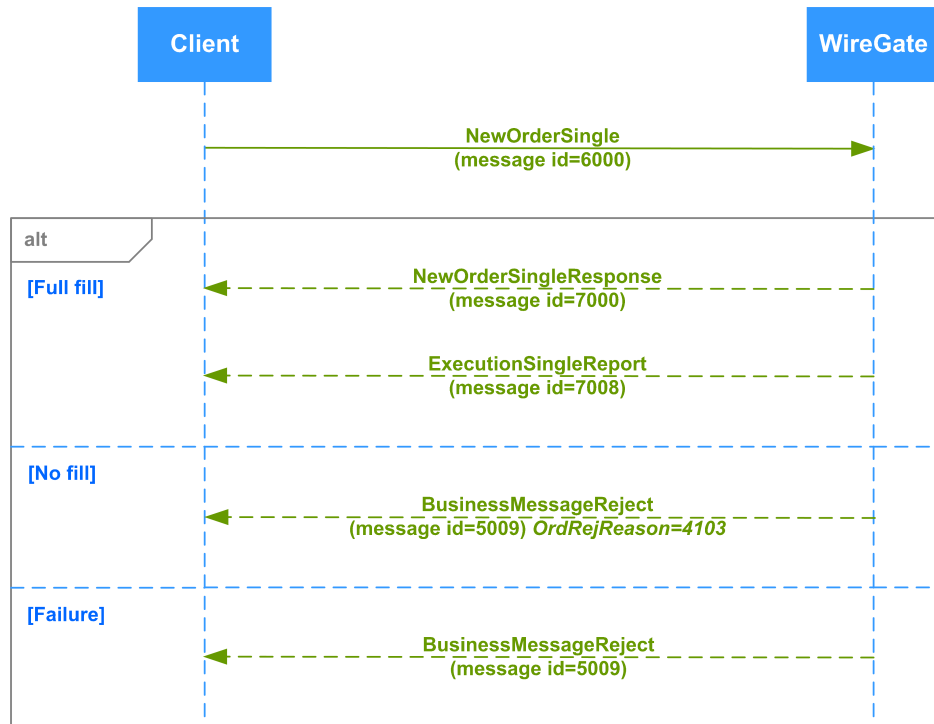 Client
WireGate
NewOrderSingle
(message id=6000)
alt
[Full fill]
NewOrderSingleResponse
(message id=7000)
ExecutionSingleReport
(message id=7008)
[No fill]
BusinessMessageReject
(message id=5009) OrdRejReason=4103
[Failure]
BusinessMessageReject
(message id=5009)